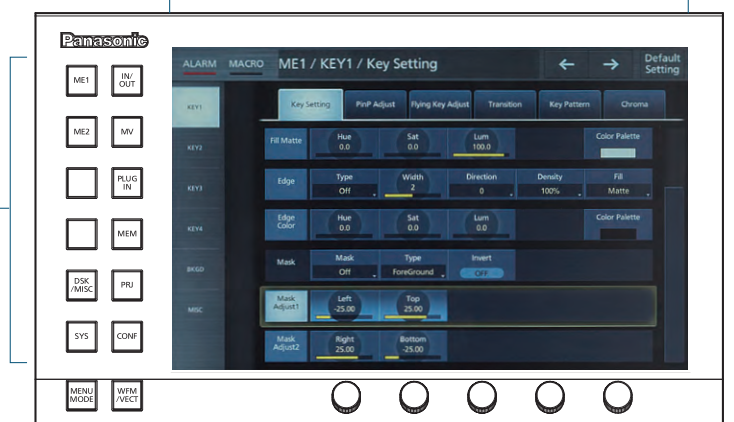 Panasonic
ME1
IN/
OUT
ME2
MV
PLUG
IN
MEM
DSK
/MISC
PRJ
SYS
CONF
MENU
MODE
WFM
/VECT
ALARM MACRO ME1 / KEY1 / Key Setting ← → Default
Setting
KEY1
KEY2
KEY3
KEY4
BKGD
MISC
Key
Setting PinP Adjust Flying Key Adjust Transition Key Pattern Chroma
Fill Matte Hue
0.0 Sat
0.0 Lum
100.0 Color Palette
Edge Type
Off Width
2 Direction
0 Density
100% Fill
Matte
Edge
Color Hue
0.0 Sat
0.0 Lum
0.0 Color Palette
Mask Mask
Off Type
ForeGround Invert
OFF
Mask
Adjust1 Left
-25.00 Top
25.00
Mask
Adjust2 Right
25.00 Bottom
-25.00